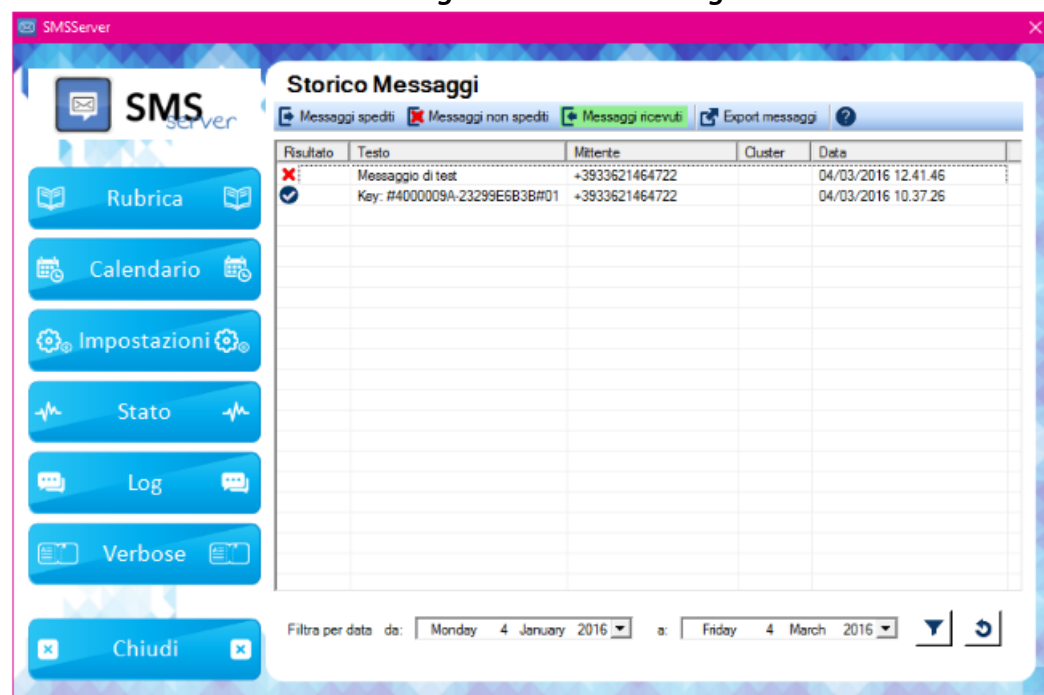 SMSServer
SMS
server
Storico Messaggi
Messaggi spediti Messaggi non spediti Messaggi ricevuti Export messaggi ?
Risultato Testo Mittente Cluster Data
Messaggio di test +3933621464722 04/03/2016 12.41.46
Key: #4000009A-23299E6B3B#01 +3933621464722 04/03/2016 10.37.26
Rubrica
Calendario
Impostazioni
Stato
Log
Verbose
Chiudi
Filtra per data da: Monday 4 January 2016 a: Friday 4 March 2016